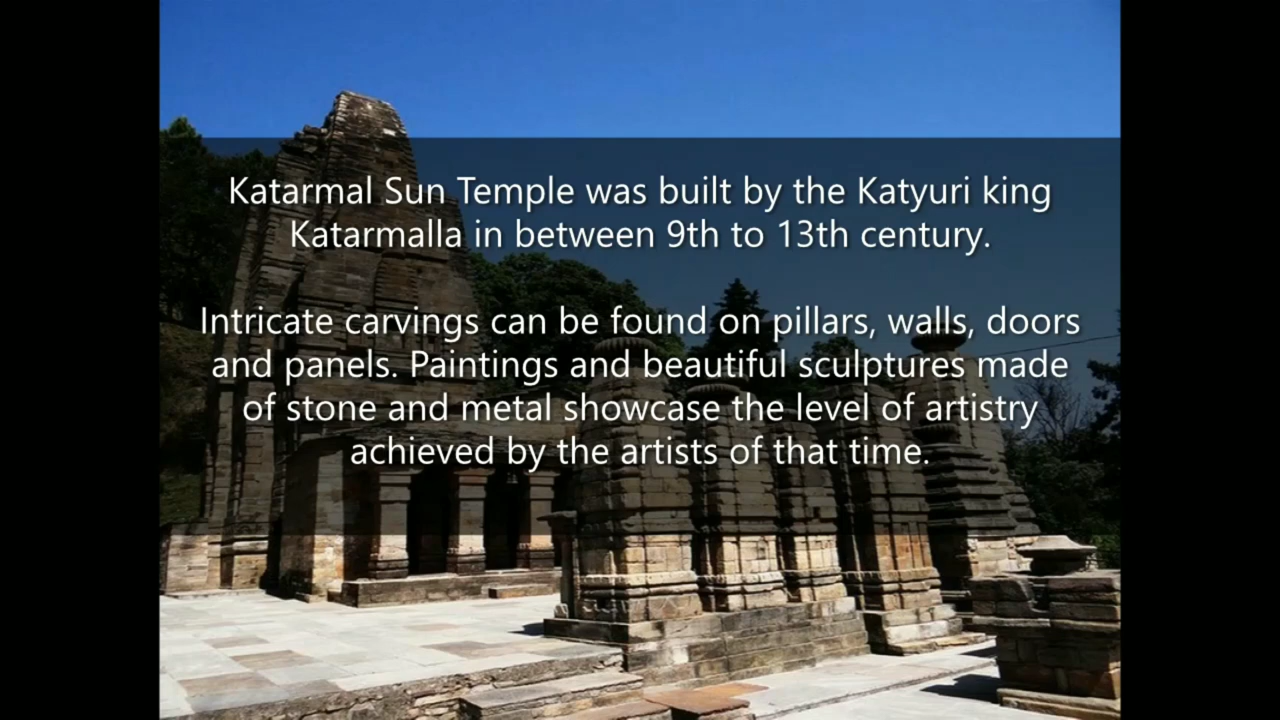 Katarmal Sun Temple was built by the Katyuri king
Katarmalla in between 9th to 13th century.
Intricate carvings can be found on pillars, walls, doors
and panels. Paintings and beautiful sculptures made
of stone and metal showcase the level of artistry
achieved by the artists of that time.